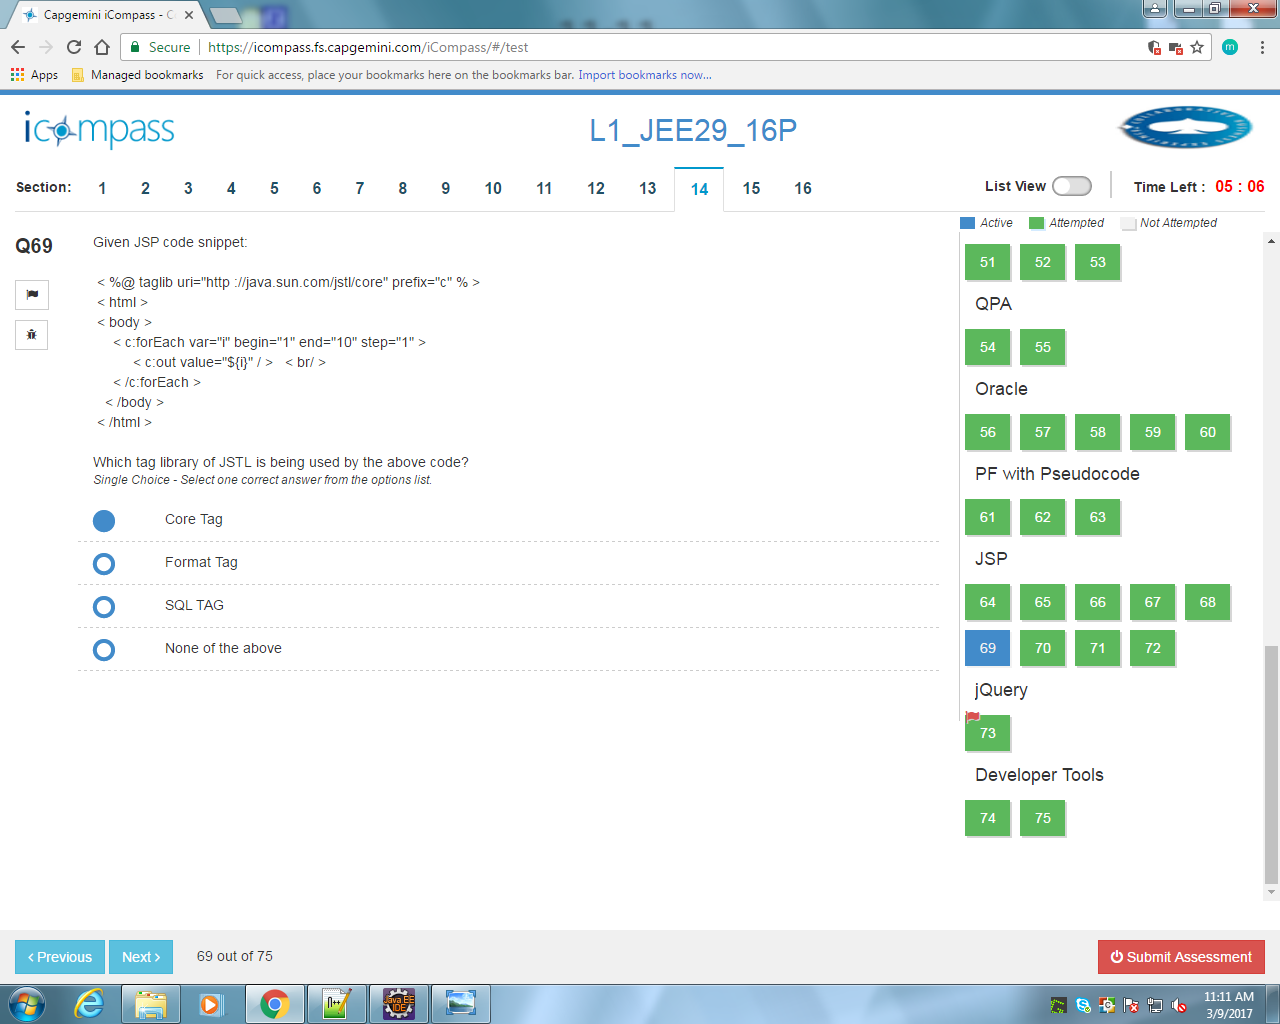 Capgemini iCompass - C
Secure
https://icompass.fs.capgemini.com/iCompass/#/test
m
Apps
Managed bookmarks
For quick access, place your bookmarks here on the bookmarks bar. Import bookmarks now...
icompass
L1_JEE29_16P
Section: 1 2 3 4 5 6 7 8 9 10 11 12 13 14 15 16
List View
Time Left : 05 : 06
Active Attempted Not Attempted
Q69
Given JSP code snippet:
< %@ taglib uri="http ://java.sun.com/jstl/core" prefix="c" % >
< html >
< body >
< c:forEach var="i" begin="1" end="10" step="1" >
< c:out value="${i}" / > < br/ >
< /c:forEach >
< /body >
< /html >
Which tag library of JSTL is being used by the above code?
Single Choice - Select one correct answer from the options list.
Core Tag
Format Tag
SQL TAG
None of the above
51 52 53
QPA
54 55
Oracle
56 57 58 59 60
PF with Pseudocode
61 62 63
JSP
64 65 66 67 68
69 70 71 72
jQuery
73
Developer Tools
74 75
‹ Previous
Next ›
69 out of 75
Submit Assessment
Java EE
IDE
11:11 AM
3/9/2017